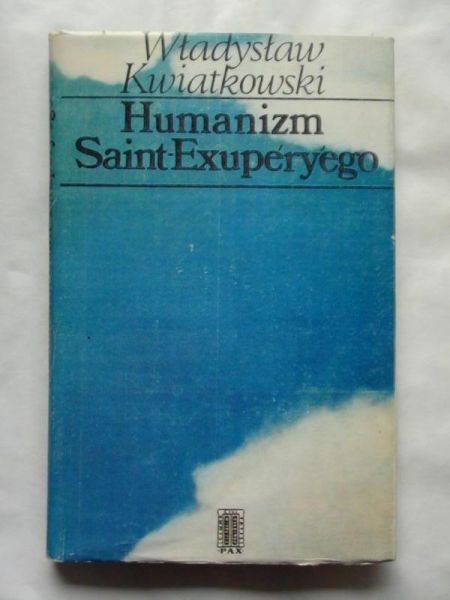 Władysław
Kwiatkowski
Humanizm
Saint-Exupéry'ego
PAX